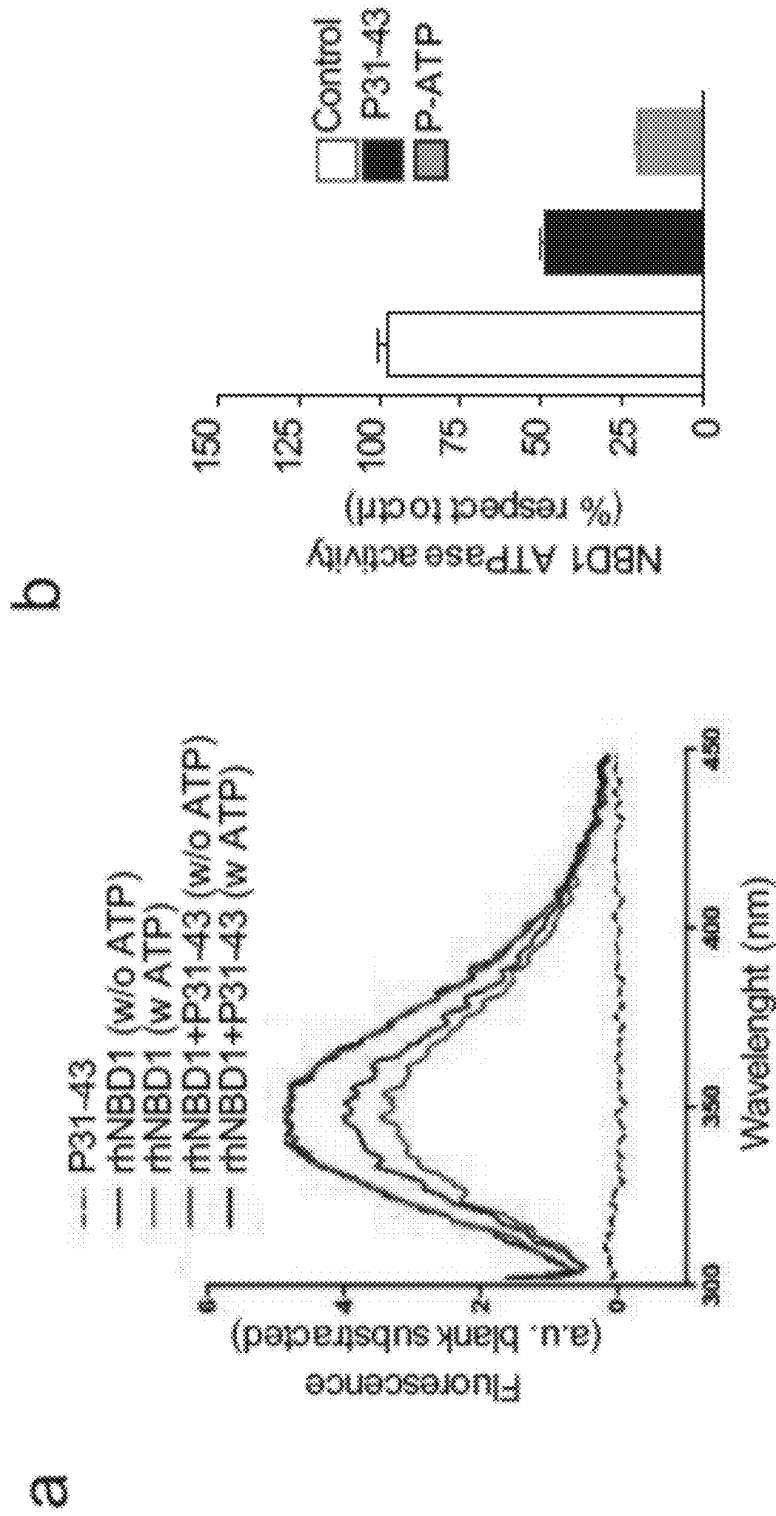 a
P31-43
rhNBD1 (w/o ATP)
rhNBD1 (w ATP)
rhNBD1+P31-43 (w/o ATP)
rhNBD1+P31-43 (w ATP)
Fluorescence
(a.u. blank substracted)
6
4
2
0
300
350
400
450
Wavelenght (nm)
b
Control
P31-43
P-ATP
NBD1 ATPase activity
(% respect to ctrl)
150
125
100
75
50
25
0